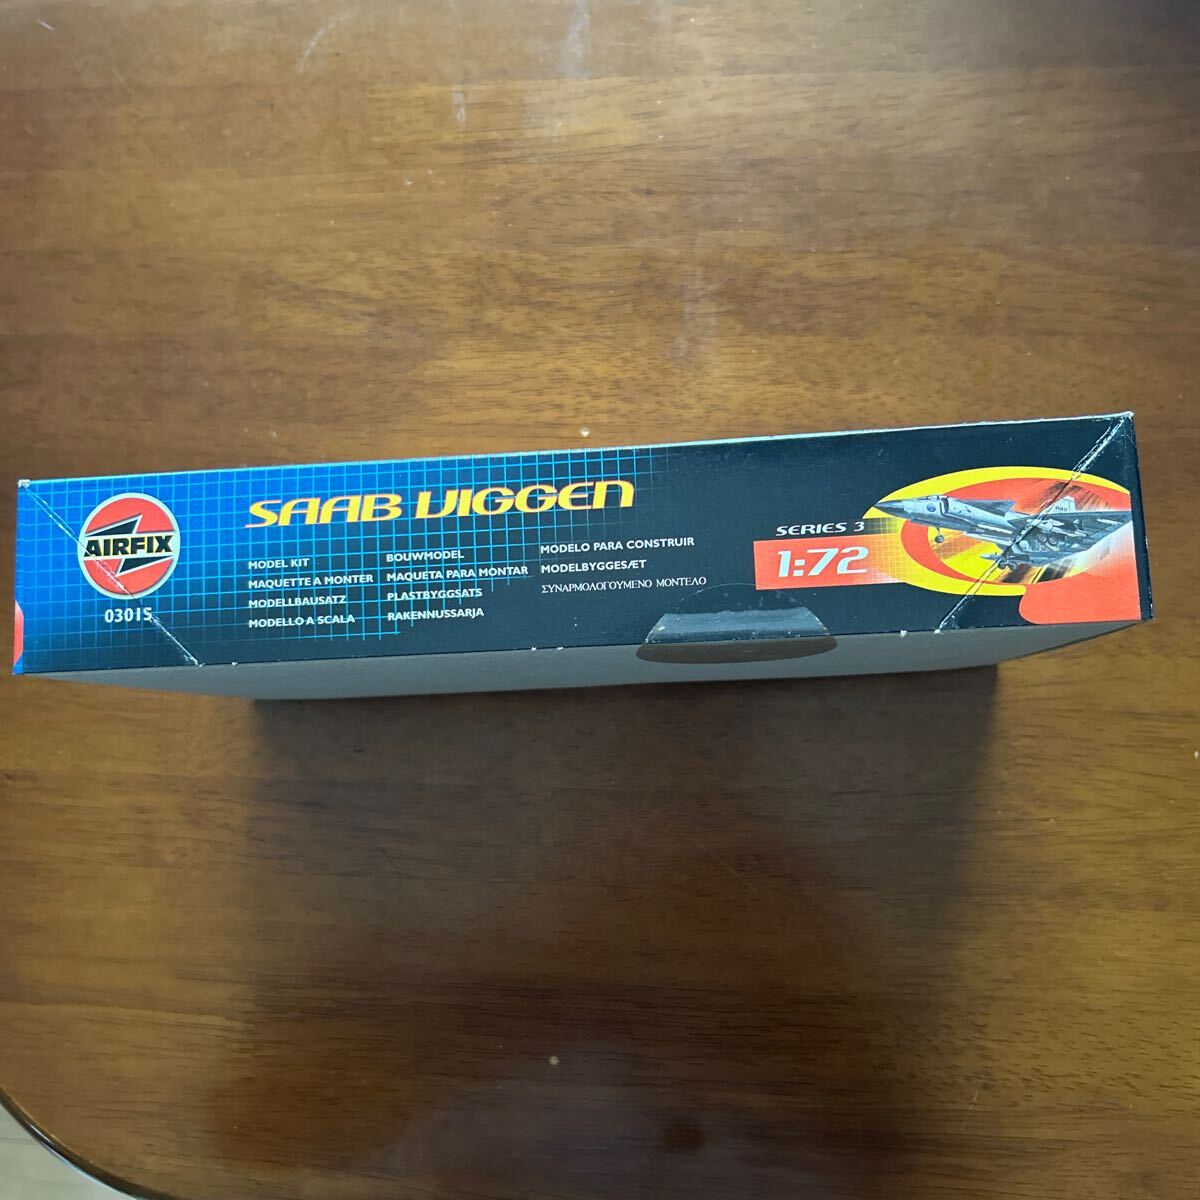 AIRFIX
03015
SAAB VIGGEN
MODEL KIT
MAQUETTE A MONTER
MODELLBAUSATZ
MODELLO A SCALA
BOUWMODEL
MAQUETA PARA MONTAR
PLASTBYGGSATS
RAKENNUSSARJA
MODELO PARA CONSTRUIR
MODELBYGGESÆT
ΣΥΝΑΡΜΟΛΟΓΟΥΜΕΝΟ ΜΟΝΤΕΛΟ
SERIES 3
1:72